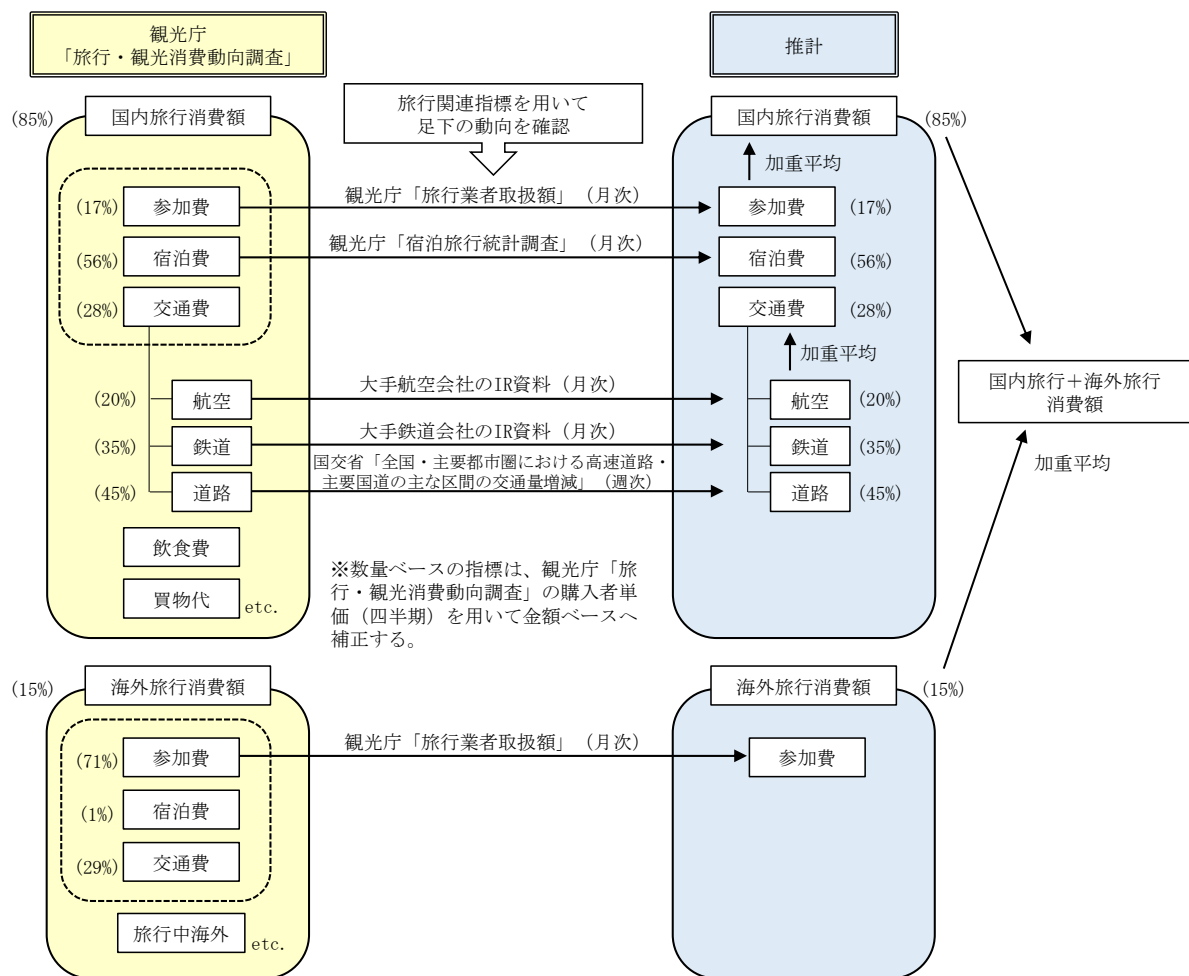 観光庁
「旅行・観光消費動向調査」
推計
旅行関連指標を用いて
足下の動向を確認
(85%)
国内旅行消費額
国内旅行消費額
(85%)
加重平均
(17%)
参加費
観光庁「旅行業者取扱額」(月次)
参加費
(17%)
(56%)
宿泊費
観光庁「宿泊旅行統計調査」(月次)
宿泊費
(56%)
(28%)
交通費
交通費
(28%)
加重平均
(20%)
航空
大手航空会社のIR資料(月次)
航空
(20%)
(35%)
鉄道
大手鉄道会社のIR資料(月次)
鉄道
(35%)
(45%)
道路
国交省「全国・主要都市圏における高速道路・
主要国道の主な区間の交通量増減」(週次)
道路
(45%)
飲食費
買物代
etc.
※数量ベースの指標は、観光庁「旅
行・観光消費動向調査」の購入者単
価(四半期)を用いて金額ベースへ
補正する。
国内旅行+海外旅行
消費額
加重平均
(15%)
海外旅行消費額
海外旅行消費額
(15%)
(71%)
参加費
観光庁「旅行業者取扱額」(月次)
参加費
(1%)
宿泊費
(29%)
交通費
旅行中海外
etc.